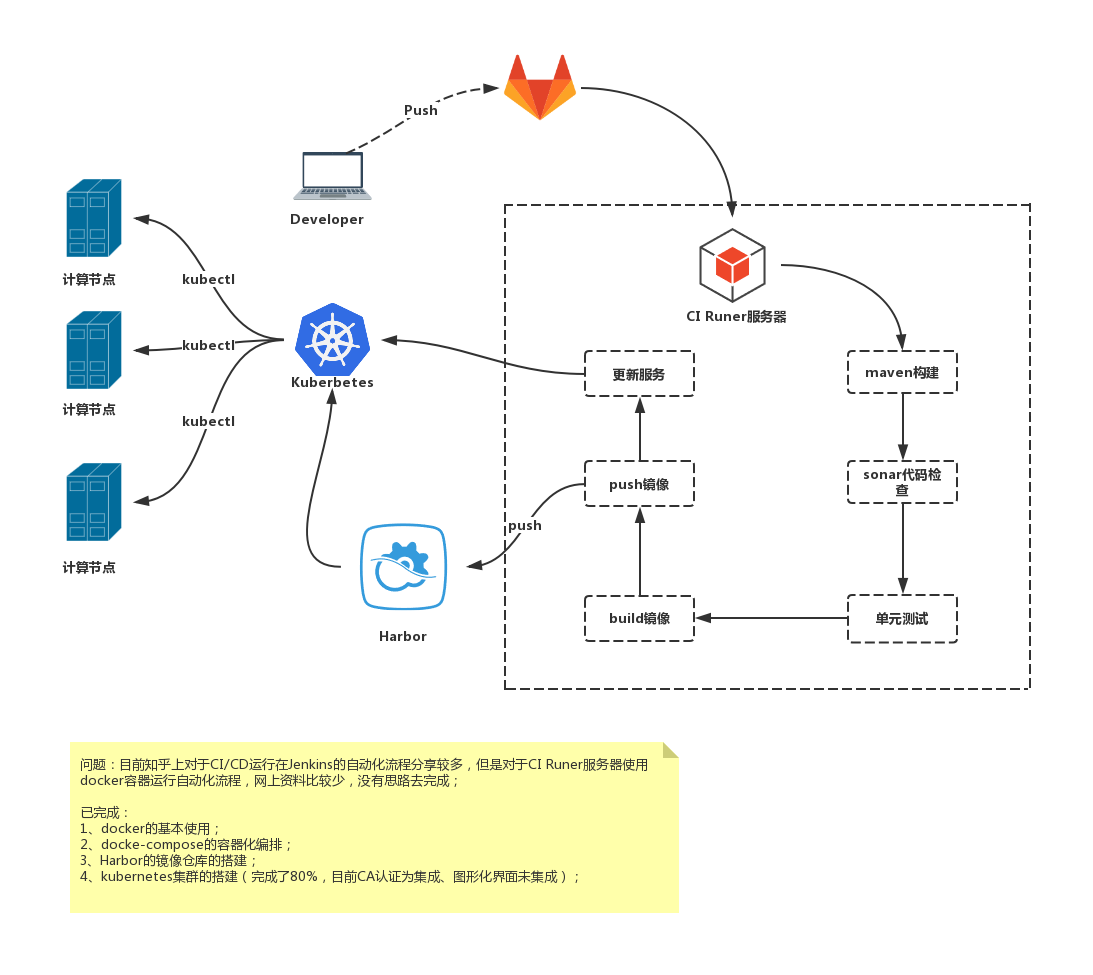 Push
Developer
计算节点
kubectl
CI Runer服务器
计算节点
kubectl
Kuberbetes
更新服务
maven构建
kubectl
push镜像
sonar代码检
查
计算节点
push
Harbor
build镜像
单元测试
问题：目前知乎上对于CI/CD运行在Jenkins的自动化流程分享较多，但是对于CI Runer服务器使用
docker容器运行自动化流程，网上资料比较少，没有思路去完成；
已完成：
1、docker的基本使用；
2、docke-compose的容器化编排；
3、Harbor的镜像仓库的搭建；
4、kubernetes集群的搭建（完成了80%，目前CA认证为集成、图形化界面未集成）；